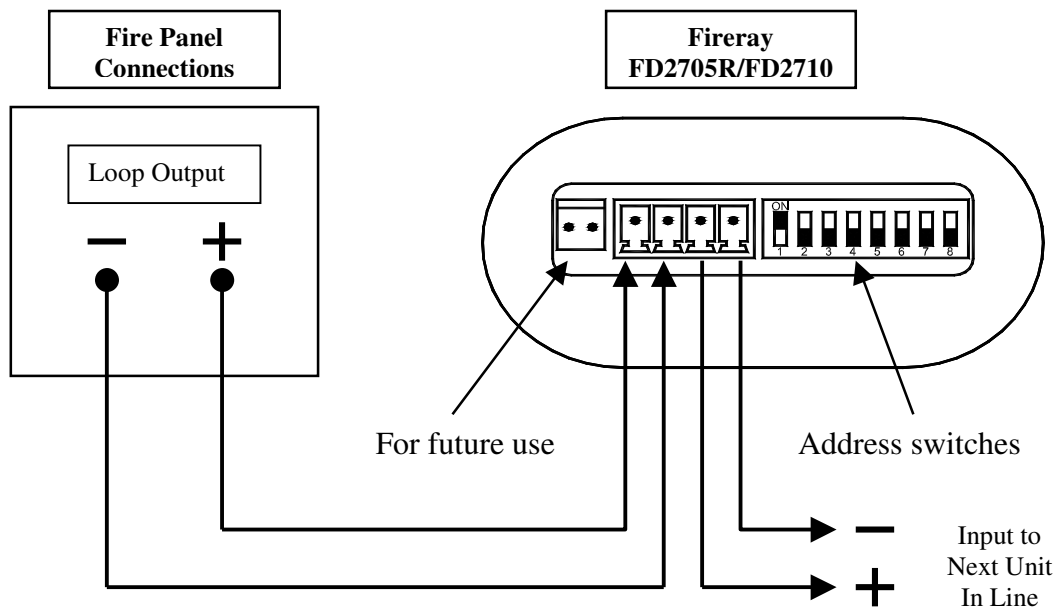 Fire Panel
Connections
Fireray
FD2705R/FD2710
Loop Output
− +
ON
1 2 3 4 5 6 7 8
For future use
Address switches
−
+
Input to
Next Unit
In Line